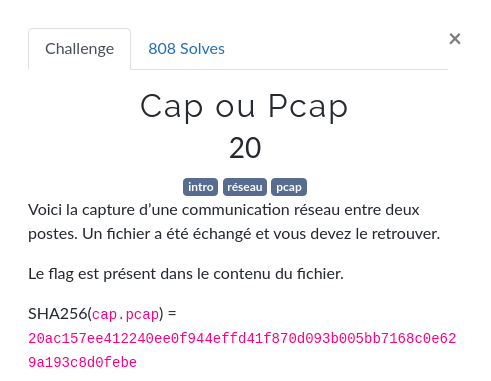 Challenge
808 Solves
×
Cap ou Pcap
20
intro réseau pcap
Voici la capture d'une communication réseau entre deux
postes. Un fichier a été échangé et vous devez le retrouver.
Le flag est présent dans le contenu du fichier.
SHA256(cap.pcap) =
20ac157ee412240ee0f944effd41f870d093b005bb7168c0e62
9a193c8d0febe